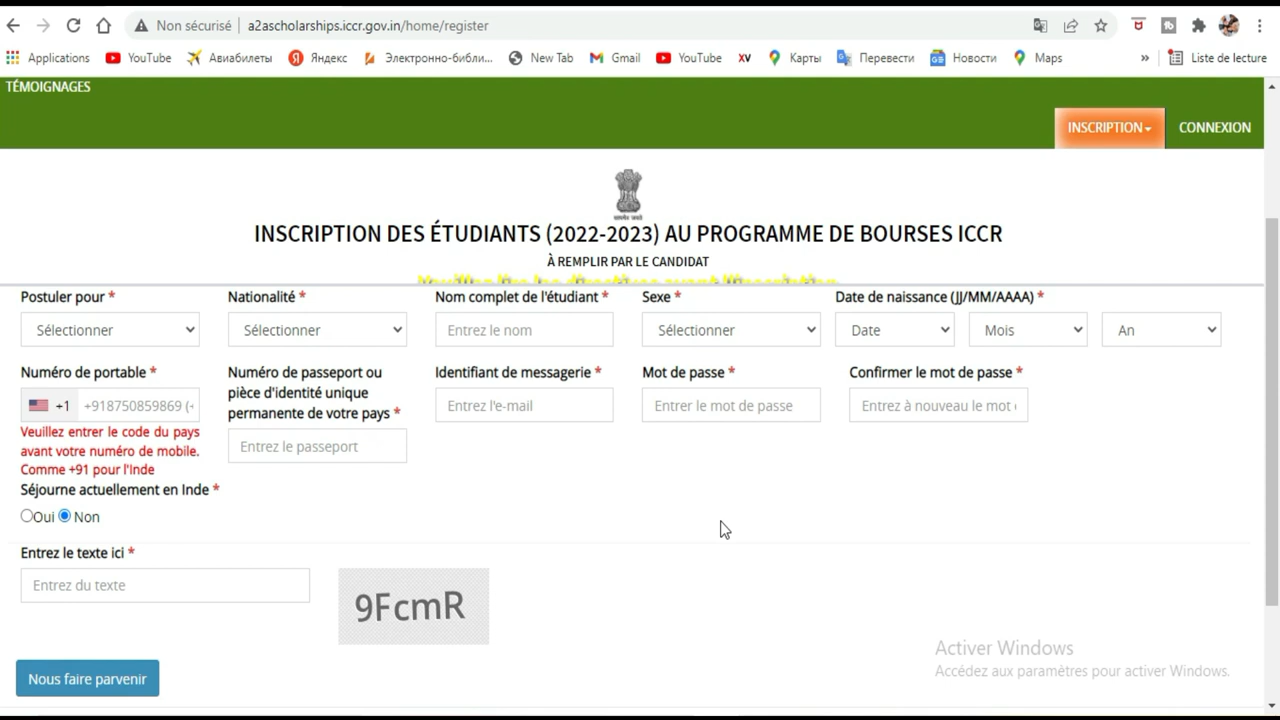 Non sécurisé
a2ascholarships.iccr.gov.in/home/register
Applications
YouTube
Авиабилеты
Яндекс
Электронно-библи...
New Tab
Gmail
YouTube
XV
Карты
Перевести
Новости
Maps
»
Liste de lecture
TÉMOIGNAGES
INSCRIPTION
CONNEXION
INSCRIPTION DES ÉTUDIANTS (2022-2023) AU PROGRAMME DE BOURSES ICCR
À REMPLIR PAR LE CANDIDAT
Veuillez lire les directives avant l'inscription
Postuler pour *
Nationalité *
Nom complet de l'étudiant *
Sexe *
Date de naissance (JJ/MM/AAAA) *
Sélectionner
Sélectionner
Entrez le nom
Sélectionner
Date
Mois
An
Numéro de portable *
Numéro de passeport ou
pièce d'identité unique
permanente de votre pays *
Identifiant de messagerie *
Mot de passe *
Confirmer le mot de passe *
+1
+918750859869 (+
Entrez le passeport
Entrez l'e-mail
Entrer le mot de passe
Entrez à nouveau le mot
Veuillez entrer le code du pays
avant votre numéro de mobile.
Comme +91 pour l'Inde
Séjourne actuellement en Inde *
Oui
Non
Entrez le texte ici *
Entrez du texte
9FcmR
Nous faire parvenir
Activer Windows
Accédez aux paramètres pour activer Windows.